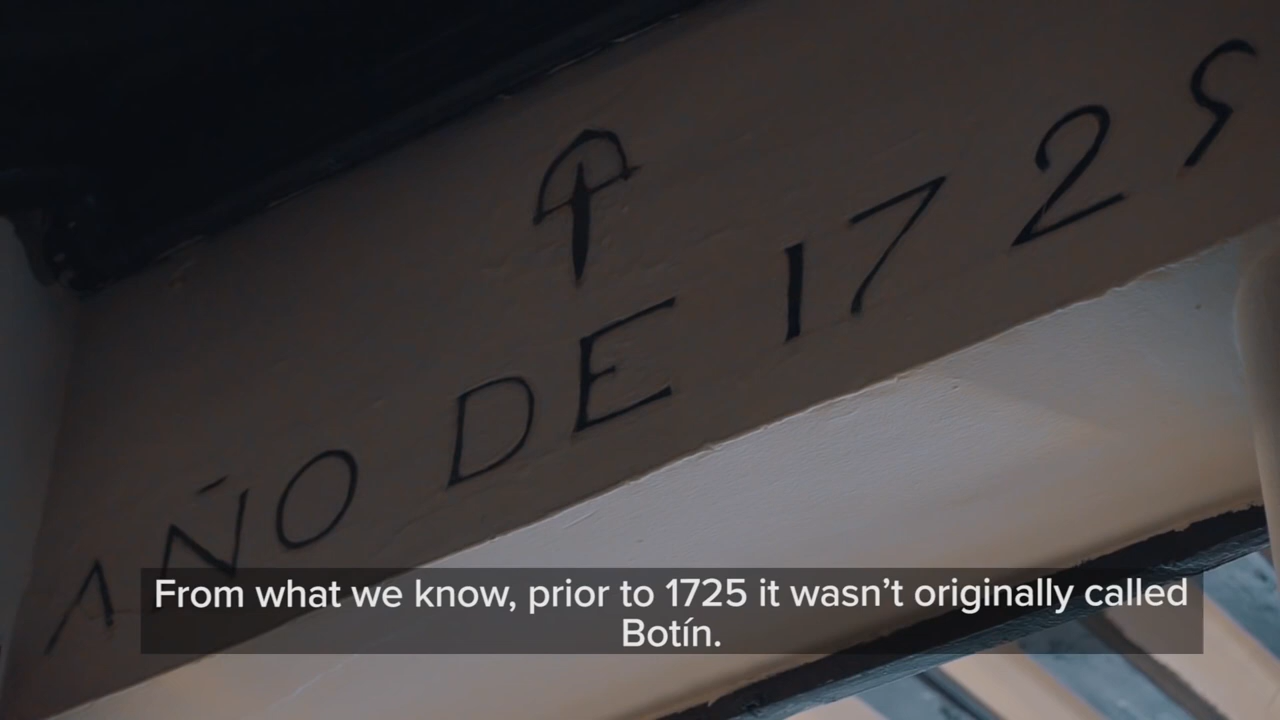 AÑO DE 1725
From what we know, prior to 1725 it wasn’t originally called
Botín.